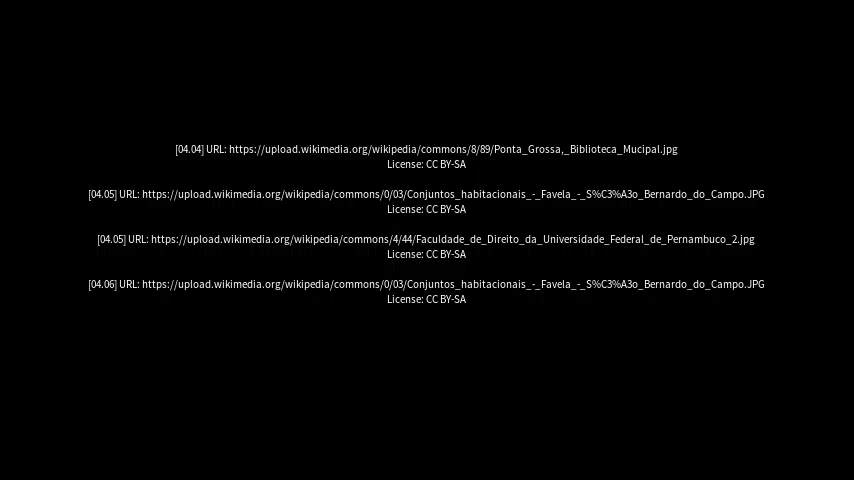 [04.04] URL: https://upload.wikimedia.org/wikipedia/commons/8/89/Ponta_Grossa,_Biblioteca_Mucipal.jpg
License: CC BY-SA
[04.05] URL: https://upload.wikimedia.org/wikipedia/commons/0/03/Conjuntos_habitacionais_-_Favela_-_S%C3%A3o_Bernardo_do_Campo.JPG
License: CC BY-SA
[04.05] URL: https://upload.wikimedia.org/wikipedia/commons/4/44/Faculdade_de_Direito_da_Universidade_Federal_de_Pernambuco_2.jpg
License: CC BY-SA
[04.06] URL: https://upload.wikimedia.org/wikipedia/commons/0/03/Conjuntos_habitacionais_-_Favela_-_S%C3%A3o_Bernardo_do_Campo.JPG
License: CC BY-SA